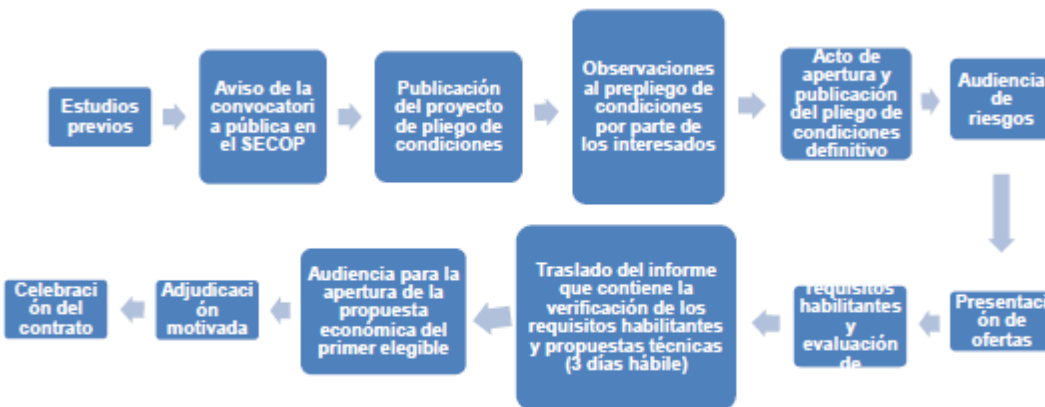 Estudios
previos
Aviso de la
convocatori
a pública en
el SECOP
Publicación
del proyecto
de pliego de
condiciones
Observaciones
al prepliego de
condiciones
por parte de
los interesados
Acto de
apertura y
publicación
del pliego de
condiciones
definitivo
Audiencia
de
riesgos
Presentaci
ón de
ofertas
requisitos
habilitantes
y
evaluación
de
Traslado del informe
que contiene la
verificación de los
requisitos habilitantes
y propuestas técnicas
(3 días hábile)
Audiencia para la
apertura de la
propuesta
económica del
primer elegible
Adjudicaci
ón
motivada
Celebraci
ón del
contrato